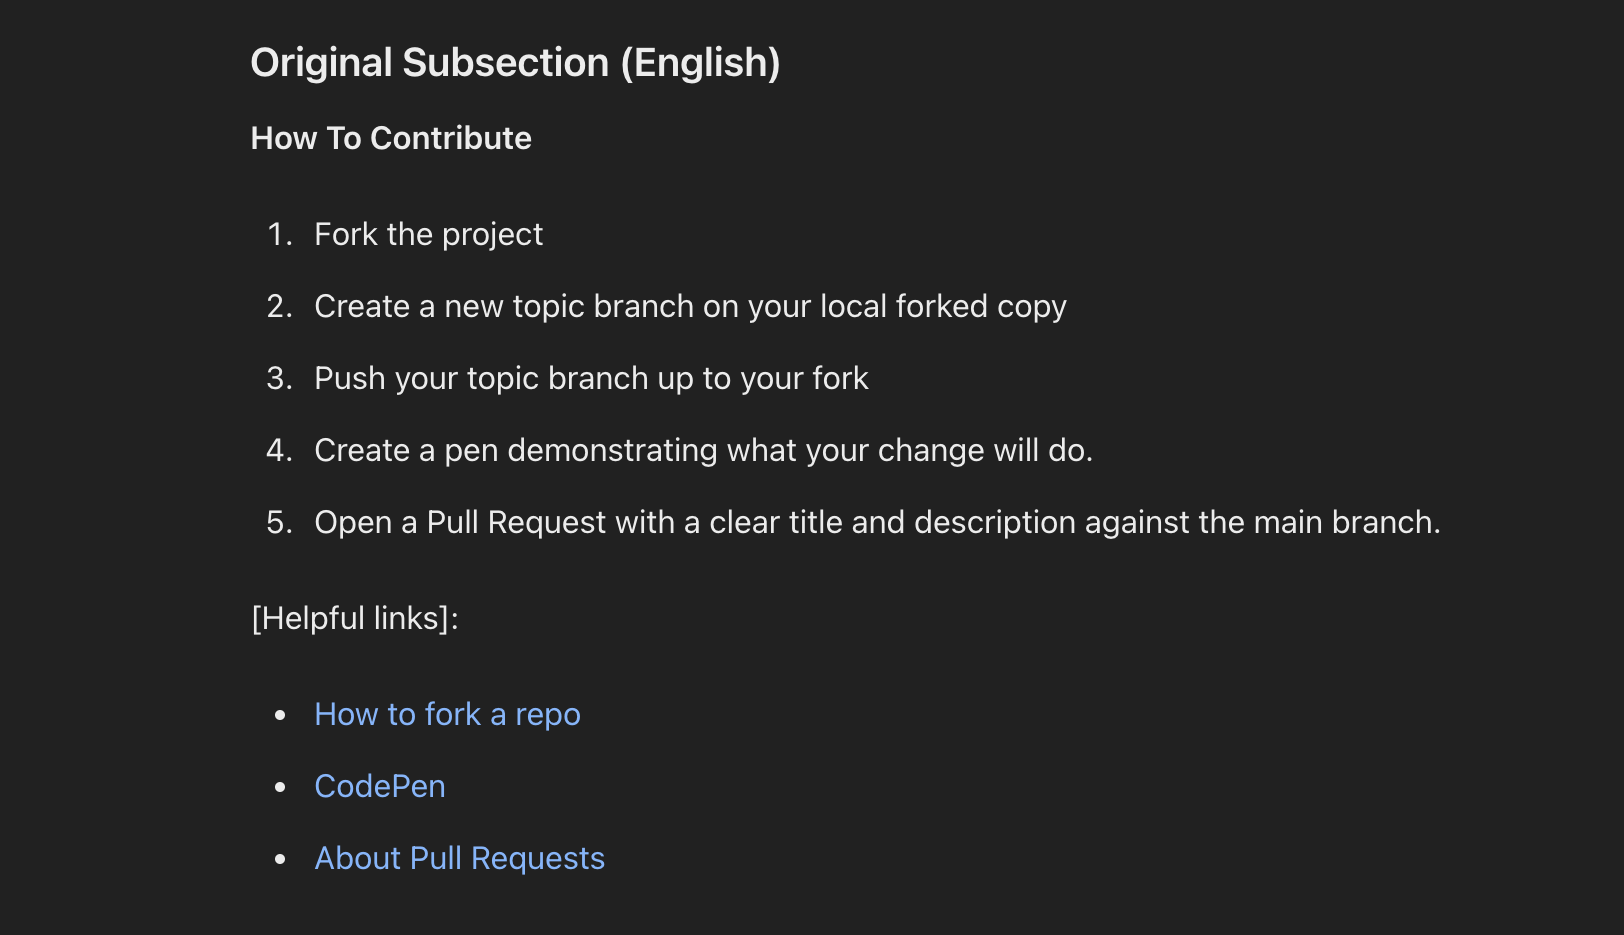 Original Subsection (English)
How To Contribute
1. Fork the project
2. Create a new topic branch on your local forked copy
3. Push your topic branch up to your fork
4. Create a pen demonstrating what your change will do.
5. Open a Pull Request with a clear title and description against the main branch.
[Helpful links]:
• How to fork a repo
• CodePen
• About Pull Requests